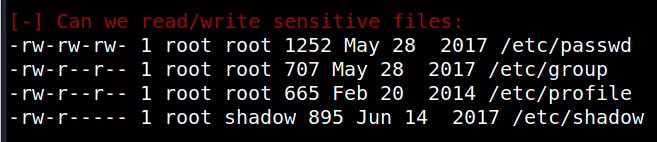 [-] Can we read/write sensitive files:
-rw-rw-rw- 1 root root 1252 May 28  2017 /etc/passwd
-rw-r--r-- 1 root root 707 May 28  2017 /etc/group
-rw-r--r-- 1 root root 665 Feb 20  2014 /etc/profile
-rw-r----- 1 root shadow 895 Jun 14  2017 /etc/shadow